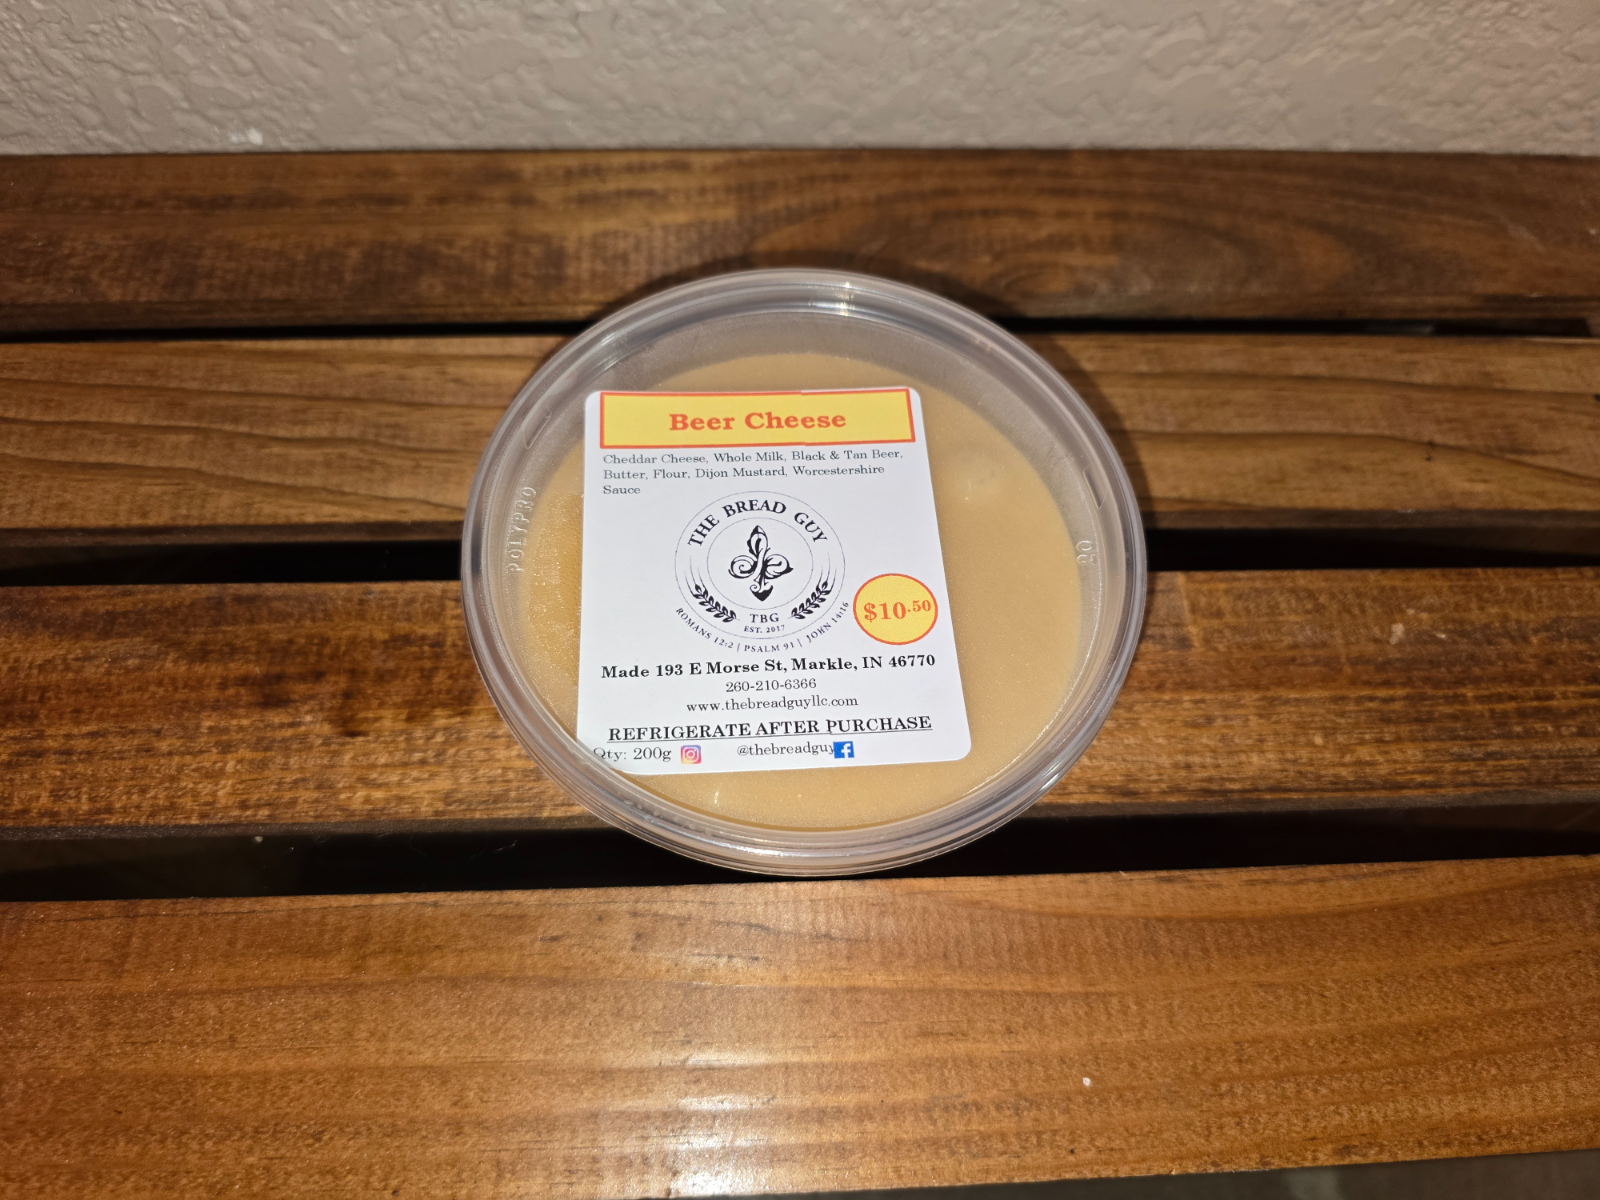 Beer Cheese
Cheddar Cheese, Whole Milk, Black & Tan Beer,
Butter, Flour, Dijon Mustard, Worcestershire
Sauce
THE BREAD GUY
TBG
EST. 2017
ROMANS 12:2 | PSALM 91 | JOHN 14:16
$10.50
Made 193 E Morse St, Markle, IN 46770
260-210-6366
www.thebreadguyllc.com
REFRIGERATE AFTER PURCHASE
Qty: 200g @thebreadguy
POLYPRO